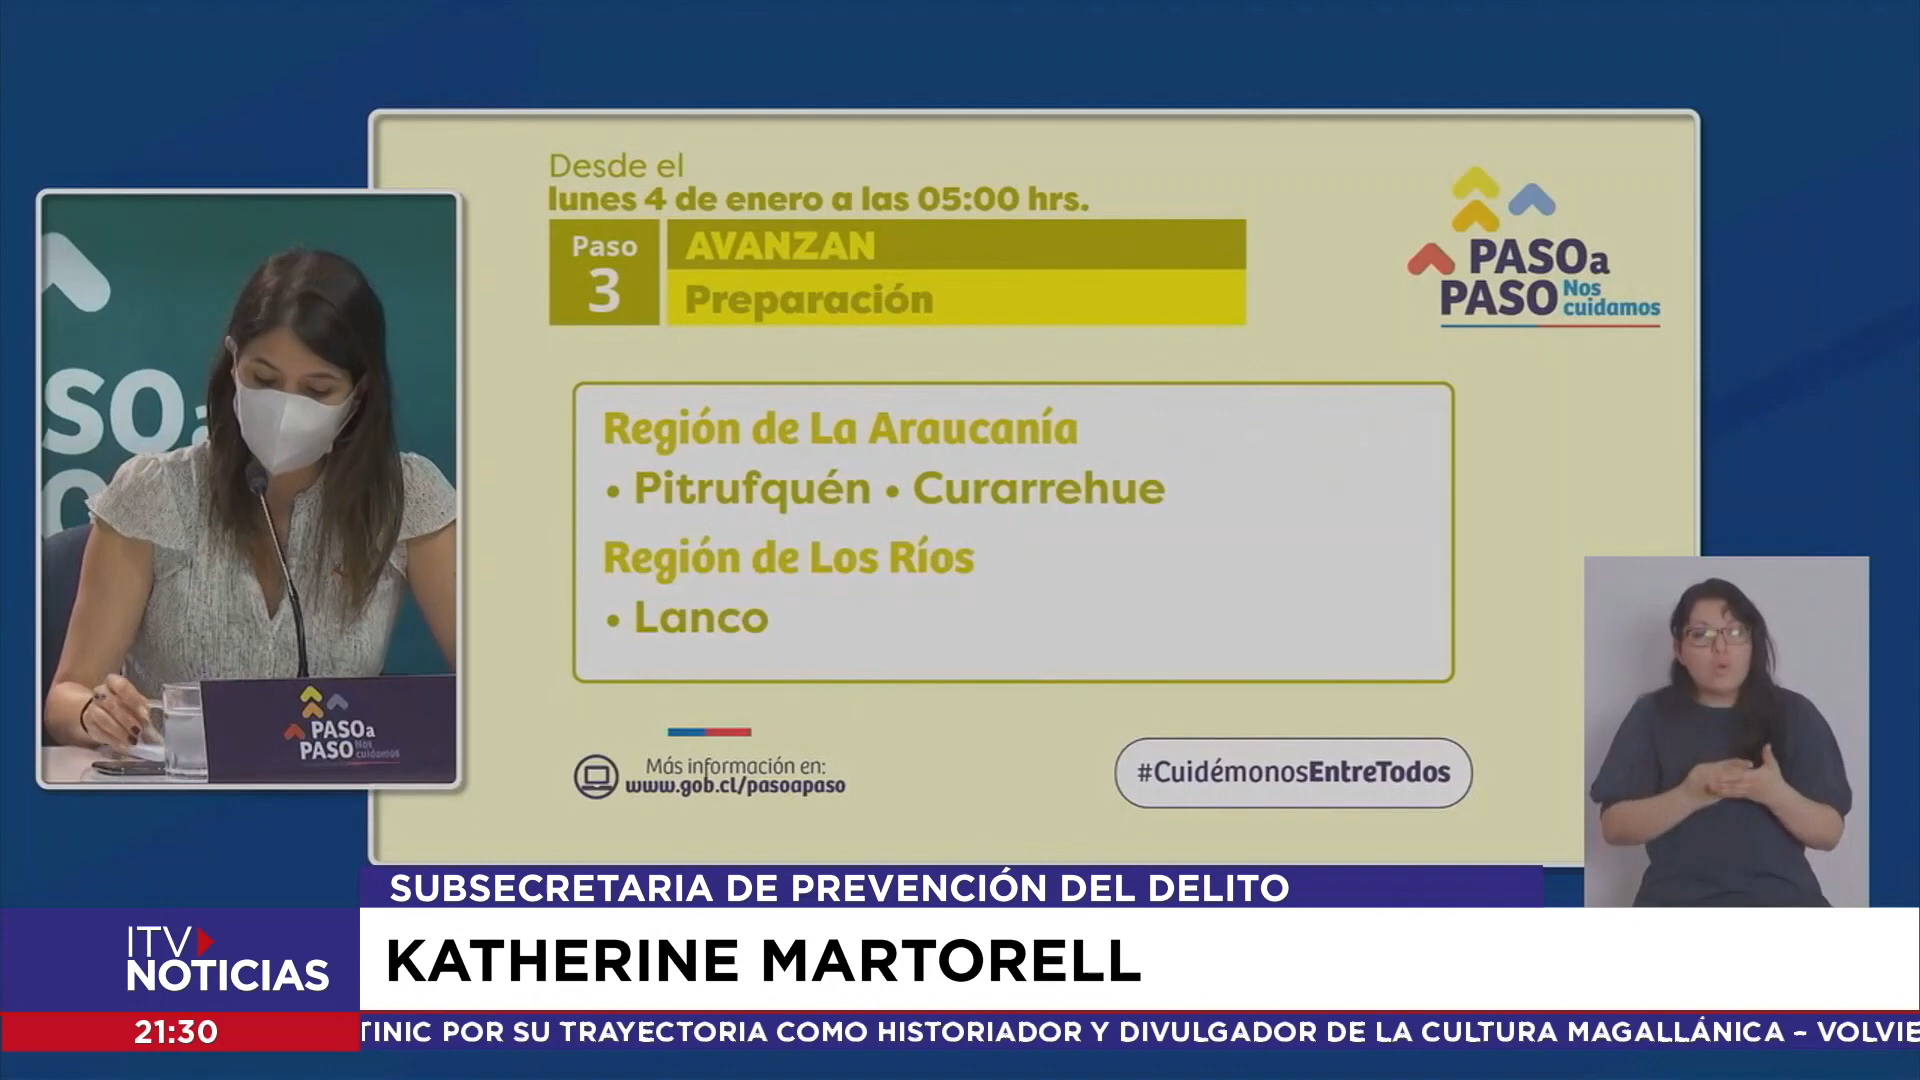 Desde el
lunes 4 de enero a las 05:00 hrs.
Paso
3
AVANZAN
Preparación
PASOa
PASO Nos
cuidamos
Región de La Araucanía
• Pitrufquén • Curarrehue
Región de Los Ríos
• Lanco
Más información en:
www.gob.cl/pasoapaso
#CuidémonosEntreTodos
SOa
O
PASOa
PASO Nos
cuidamos
SUBSECRETARIA DE PREVENCIÓN DEL DELITO
KATHERINE MARTORELL
ITV
NOTICIAS
21:30
TINIC POR SU TRAYECTORIA COMO HISTORIADOR Y DIVULGADOR DE LA CULTURA MAGALLÁNICA – VOLVIE